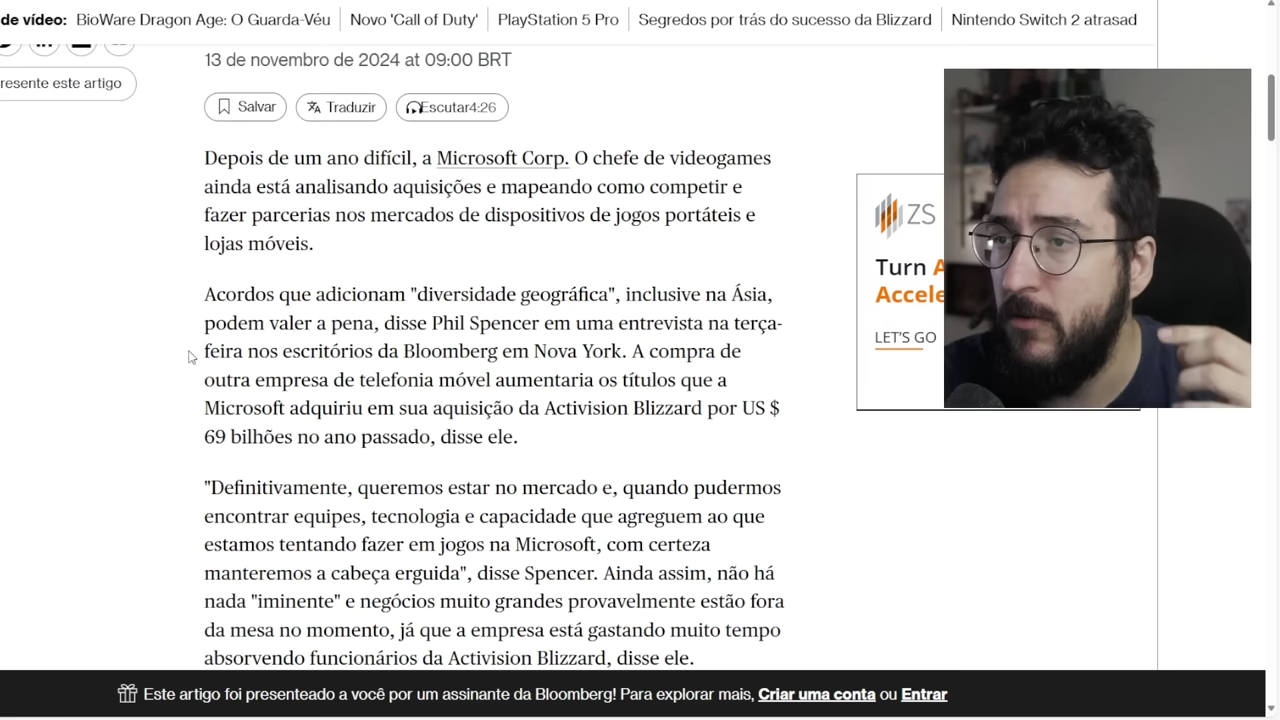 de vídeo: BioWare Dragon Age: O Guarda-Véu Novo 'Call of Duty' PlayStation 5 Pro Segredos por trás do sucesso da Blizzard Nintendo Switch 2 atrasad
13 de novembro de 2024 at 09:00 BRT
resente este artigo
Salvar Traduzir Escutar4:26
Depois de um ano difícil, a Microsoft Corp. O chefe de videogames
ainda está analisando aquisições e mapeando como competir e
fazer parcerias nos mercados de dispositivos de jogos portáteis e
lojas móveis.
Acordos que adicionam "diversidade geográfica", inclusive na Ásia,
podem valer a pena, disse Phil Spencer em uma entrevista na terça-
feira nos escritórios da Bloomberg em Nova York. A compra de
outra empresa de telefonia móvel aumentaria os títulos que a
Microsoft adquiriu em sua aquisição da Activision Blizzard por US $
69 bilhões no ano passado, disse ele.
"Definitivamente, queremos estar no mercado e, quando pudermos
encontrar equipes, tecnologia e capacidade que agreguem ao que
estamos tentando fazer em jogos na Microsoft, com certeza
manteremos a cabeça erguida", disse Spencer. Ainda assim, não há
nada "iminente" e negócios muito grandes provavelmente estão fora
da mesa no momento, já que a empresa está gastando muito tempo
absorvendo funcionários da Activision Blizzard, disse ele.
ZS
Turn A
Accele
LET'S GO
Este artigo foi presenteado a você por um assinante da Bloomberg! Para explorar mais, Criar uma conta ou Entrar